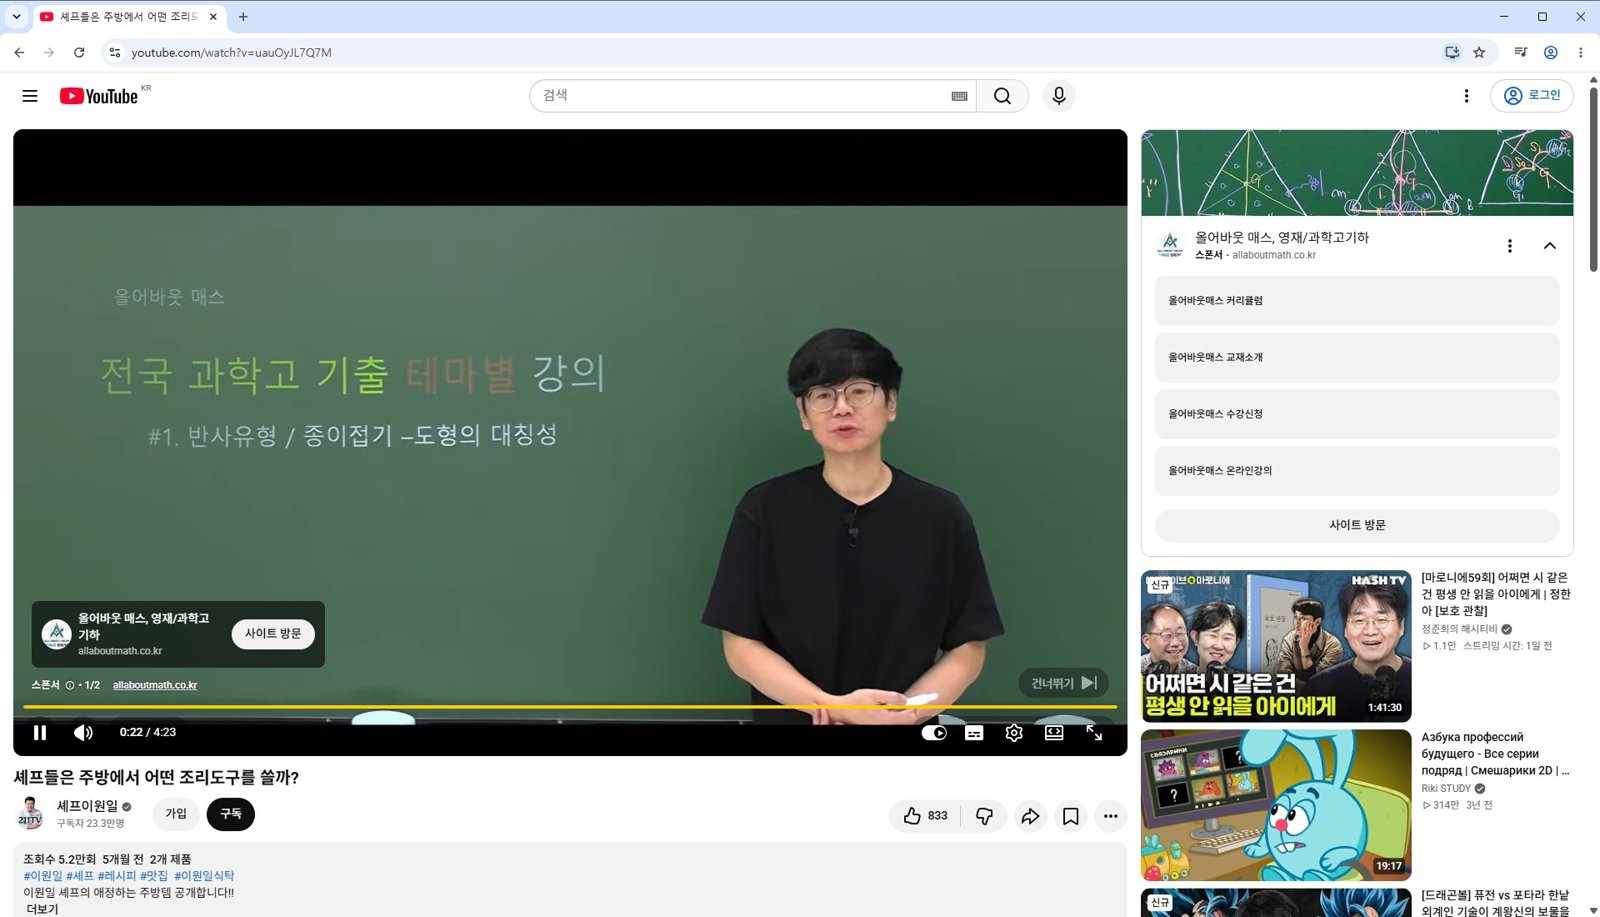 셰프들은 주방에서 어떤 조리도
youtube.com/watch?v=uauOyJL7Q7M
YouTube KR
검색
로그인
올어바웃 매스
전국 과학고 기출 테마별 강의
#1. 반사유형 / 종이접기 –도형의 대칭성
올어바웃 매스, 영재/과학고
기하
allaboutmath.co.kr
사이트 방문
스폰서 · 1/2 allaboutmath.co.kr
건너뛰기
0:22 / 4:23
셰프들은 주방에서 어떤 조리도구를 쓸까?
셰프이원일
구독자 23.3만명
가입
구독
833
조회수 5.2만회 5개월 전 2개 제품
#이원일 #셰프 #레시피 #맛집 #이원일식탁
이원일 셰프의 애정하는 주방템 공개합니다!!
더보기
올어바웃 매스, 영재/과학고기하
스폰서 · allaboutmath.co.kr
올어바웃매스 커리큘럼
올어바웃매스 교재소개
올어바웃매스 수강신청
올어바웃매스 온라인강의
사이트 방문
신규
HASH TV
어쩌면 시 같은 건
평생 안 읽을 아이에게
1:41:30
[마로니에59회] 어쩌면 시 같은
건 평생 안 읽을 아이에게 | 정한
아 [보호 관찰]
정준희의 해시티비
1.1만 스트리밍 시간: 1일 전
19:17
Азбука профессий
будущего - Все серии
подряд | Смешарики 2D | ...
Riki STUDY
314만 3년 전
신규
[드래곤볼] 퓨전 vs 포타라 한낱
외계인 기술이 계왕신의 보물을